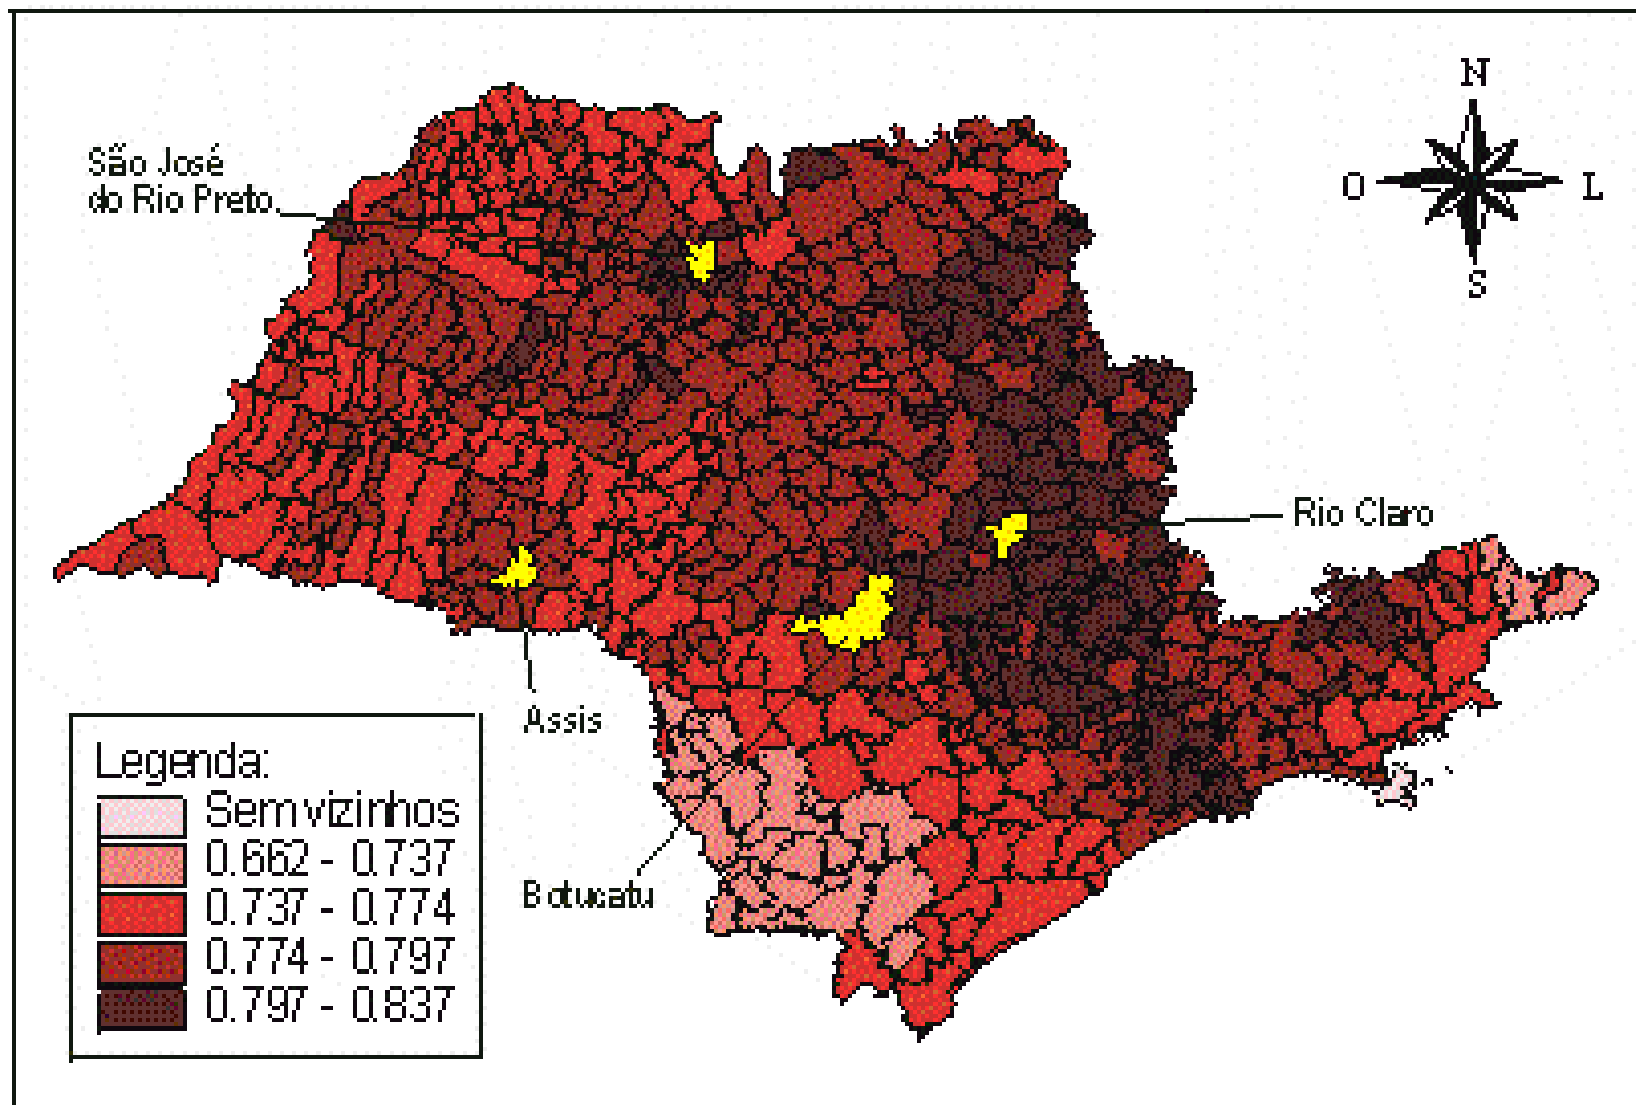 N
São José
do Rio Preto.
O
L
S
Rio Claro
Assis
Botucatu
Legenda:
Sem vizinhos
0.662 - 0.737
0.737 - 0.774
0.774 - 0.797
0.797 - 0.837